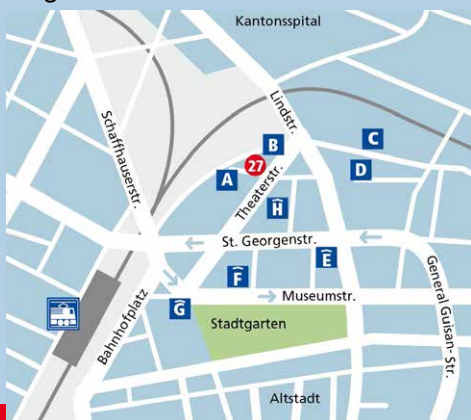 Kantonsspital
Lindstr.
Schaffhauserstr.
B
C
27
A
D
Theaterstr.
H
St. Georgenstr.
E
F
General Guisan-Str.
Museumstr.
G
Bahnhofplatz
Stadtgarten
Altstadt